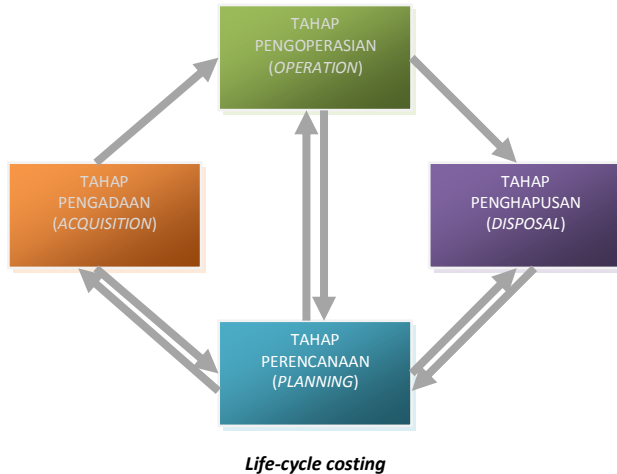 TAHAP
PENGOPERASIAN
(OPERATION)
TAHAP
PENGADAAN
(ACQUISITION)
TAHAP
PENGHAPUSAN
(DISPOSAL)
TAHAP
PERENCANAAN
(PLANNING)
Life-cycle costing